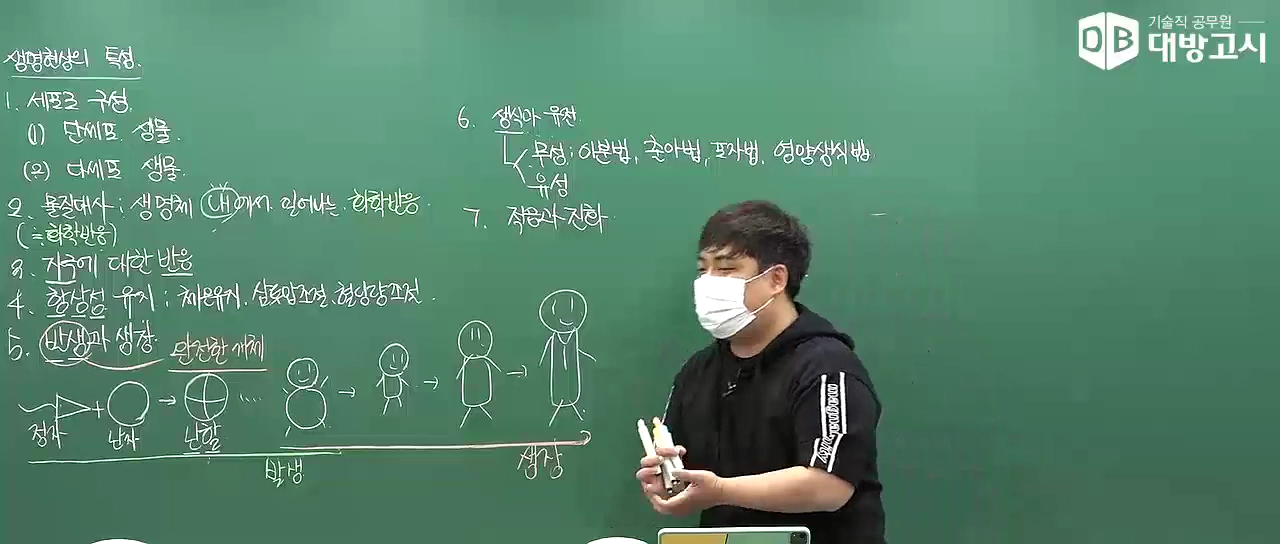 생명현상의 특성.
1. 세포로 구성.
(1) 단세포 생물.
(2) 다세포 생물.
2. 물질대사 : 생명체 내에서 일어나는 화학반응.
(= 화학반응)
3. 자극에 대한 반응
4. 항상성 유지 : 체온유지, 삼투압조절, 혈당량조절.
5. 발생과 생장.
완전한 개체
정자 + 난자 → 난할 ....
발생
생장
6. 생식과 유전.
무성 : 이분법, 출아법, 포자법, 영양생식법
유성
7. 적응과 진화
기술직 공무원
DB 대방고시